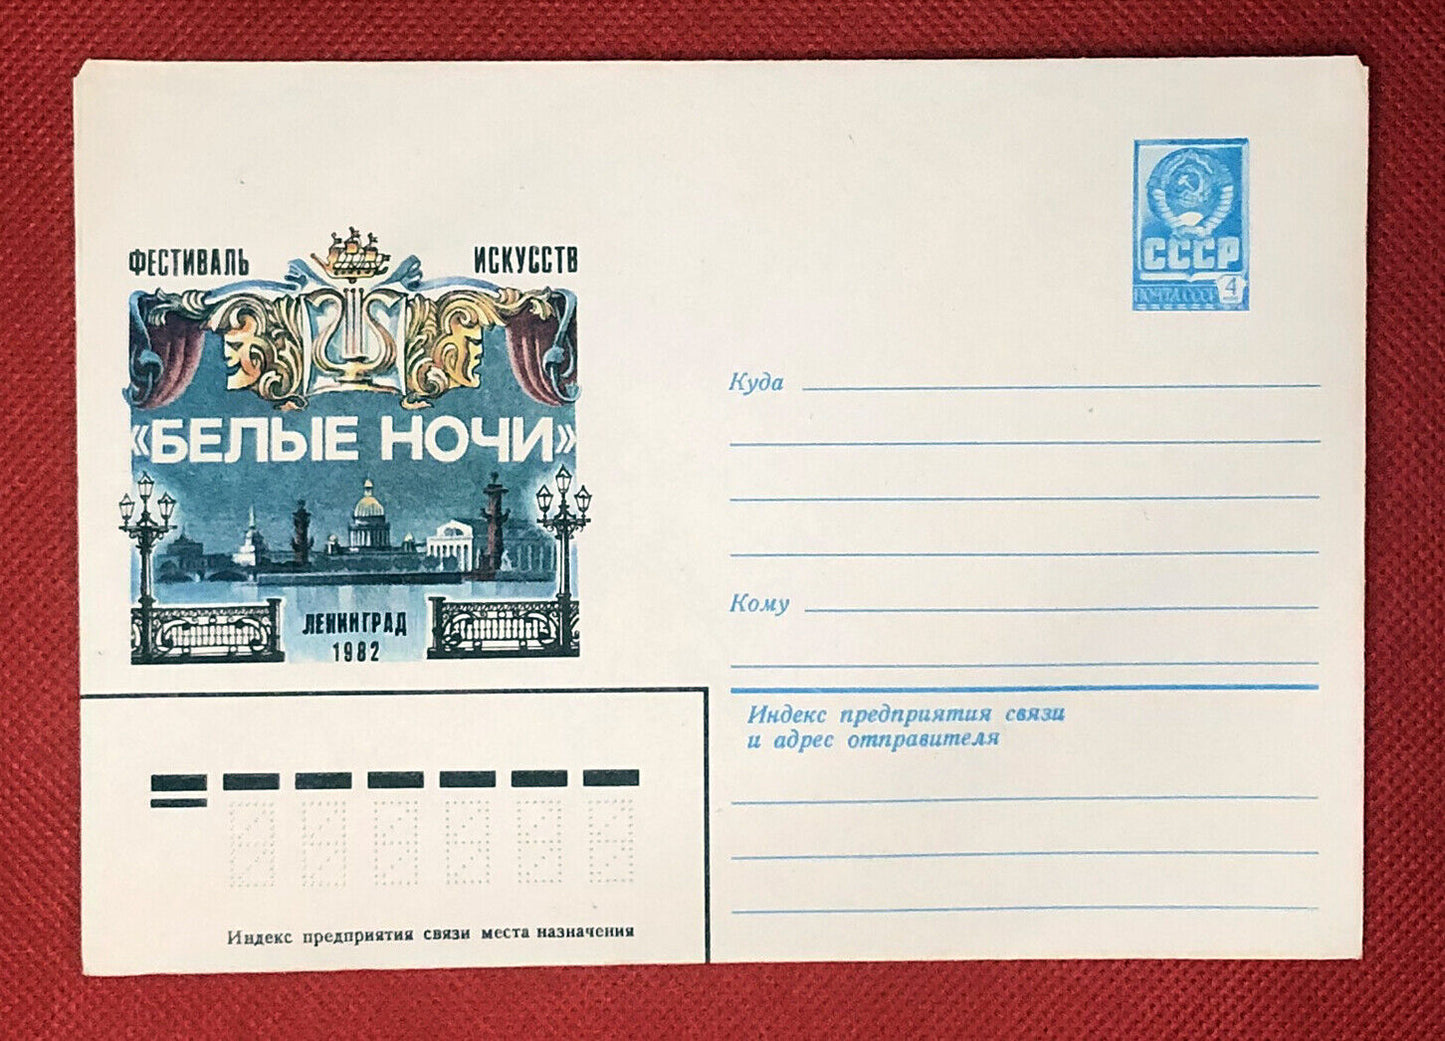 ФЕСТИВАЛЬ ИСКУССТВ
«БЕЛЫЕ НОЧИ»
ЛЕНИНГРАД
1982
СССР
ПОЧТА СССР 4
Куда
Кому
Индекс предприятия связи
и адрес отправителя
Индекс предприятия связи места назначения